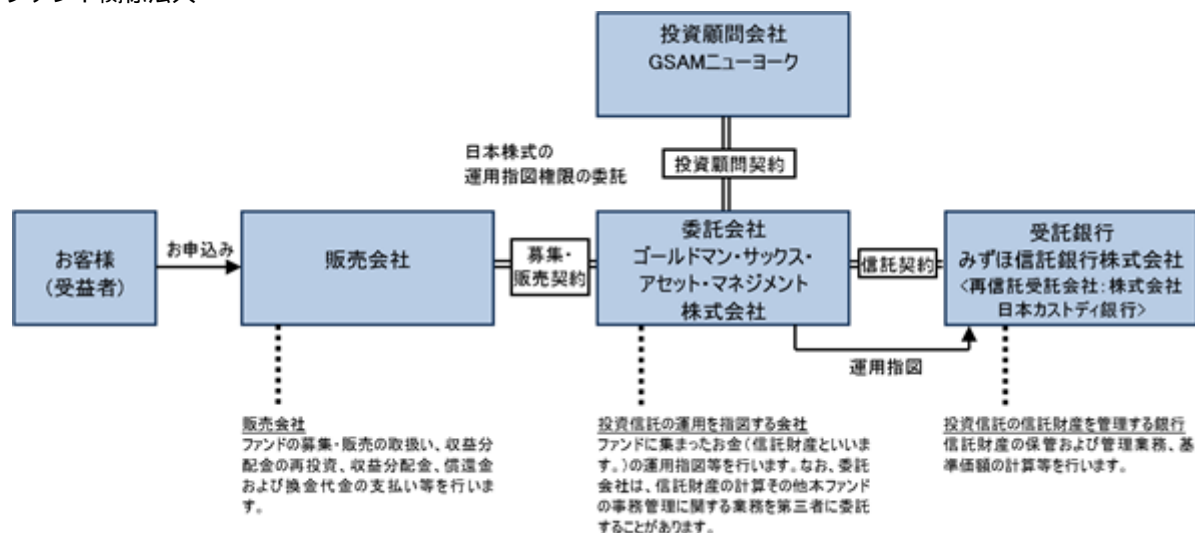 投資顧問会社
GSAMニューヨーク
日本株式の
運用指図権限の委託
投資顧問契約
お客様
(受益者)
お申込み
販売会社
募集・
販売契約
委託会社
ゴールドマン・サックス・
アセット・マネジメント
株式会社
信託契約
受託銀行
みずほ信託銀行株式会社
<再信託受託会社:株式会社
日本カストディ銀行>
運用指図
販売会社
ファンドの募集・販売の取扱い、収益分
配金の再投資、収益分配金、償還金
および換金代金の支払い等を行いま
す。
投資信託の運用を指図する会社
ファンドに集まったお金(信託財産といいま
す。)の運用指図等を行います。なお、委託
会社は、信託財産の計算その他本ファンド
の事務管理に関する業務を第三者に委託
することがあります。
投資信託の信託財産を管理する銀行
信託財産の保管および管理業務、基
準価額の計算等を行います。